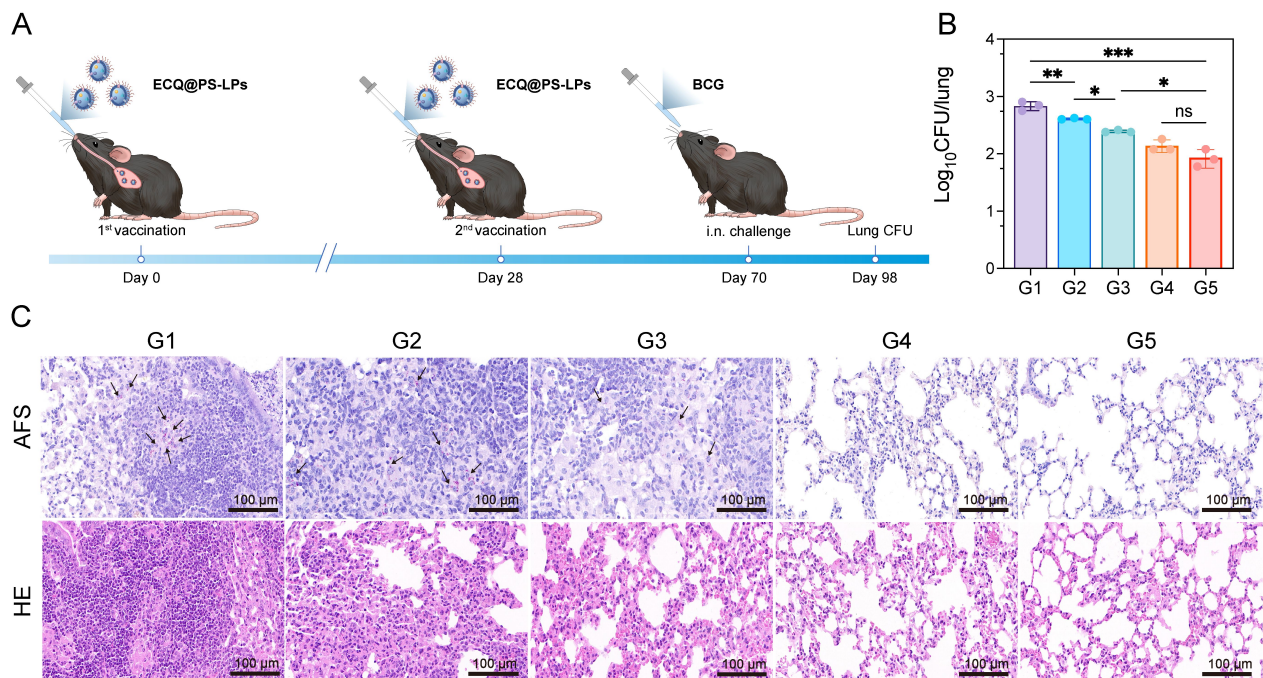 A
ECQ@PS-LPs
ECQ@PS-LPs
BCG
1st vaccination
2nd vaccination
i.n. challenge
Lung CFU
Day 0
Day 28
Day 70
Day 98
B
Log10CFU/lung
4
3
2
1
0
***
**
*
*
ns
G1 G2 G3 G4 G5
C
G1 G2 G3 G4 G5
AFS
100 μm 100 μm 100 μm 100 μm 100 μm
HE
100 μm 100 μm 100 μm 100 μm 100 μm